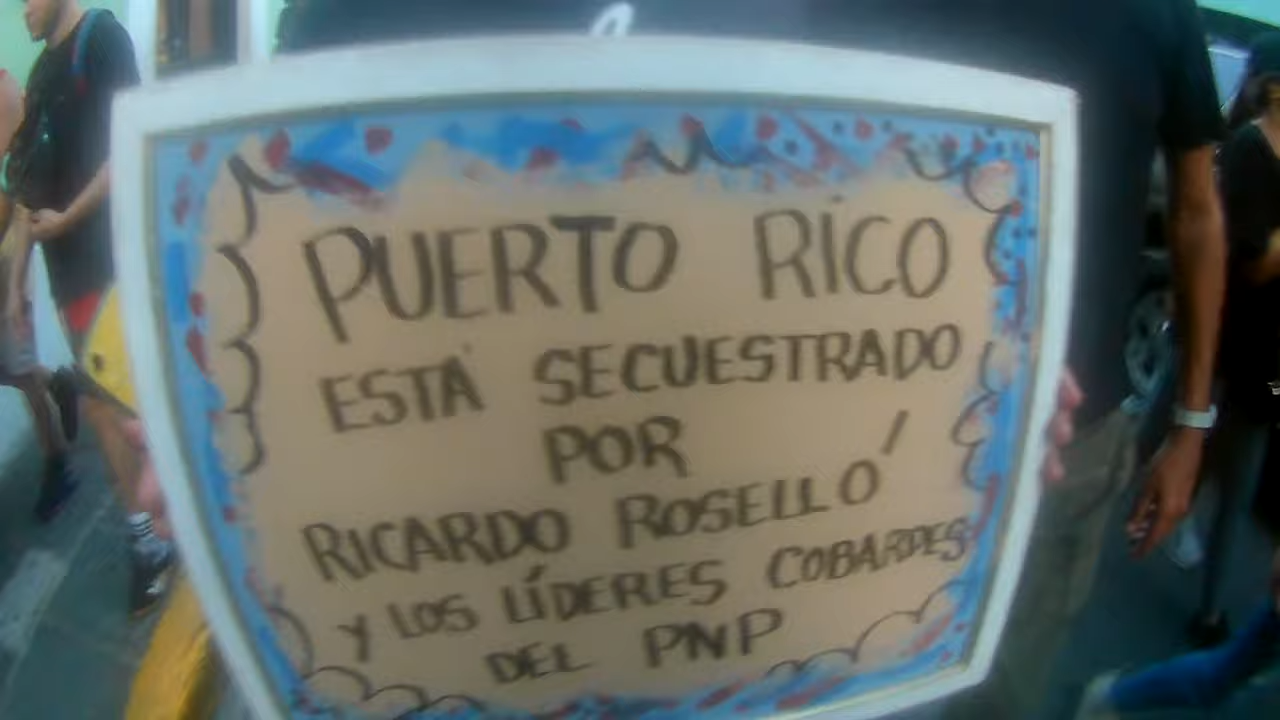 PUERTO RICO
ESTÁ SECUESTRADO
POR
RICARDO ROSELLÓ
Y LOS LÍDERES COBARDES
DEL PNP